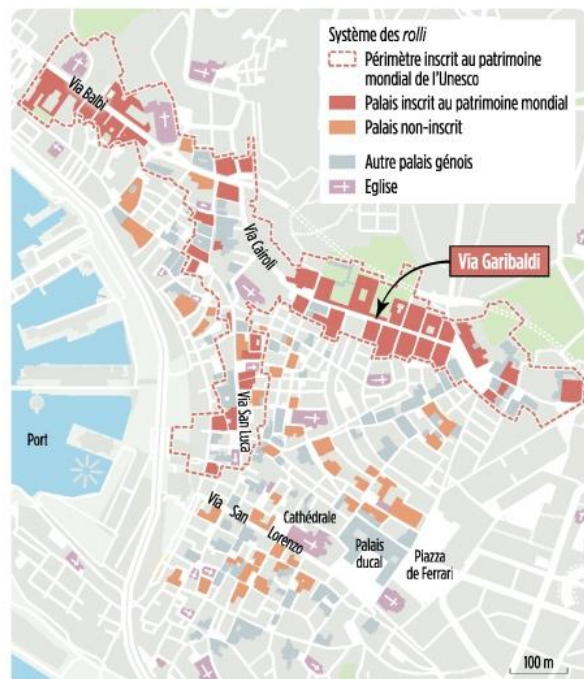 Système des rolli
Périmètre inscrit au patrimoine
mondial de l'Unesco
Palais inscrit au patrimoine mondial
Palais non-inscrit
Autre palais génois
Eglise
Via Balbi
Via Cairoli
Via Garibaldi
Via San Luca
Port
Via San Lorenzo
Cathédrale
Palais
ducal
Piazza
de Ferrari
100 m